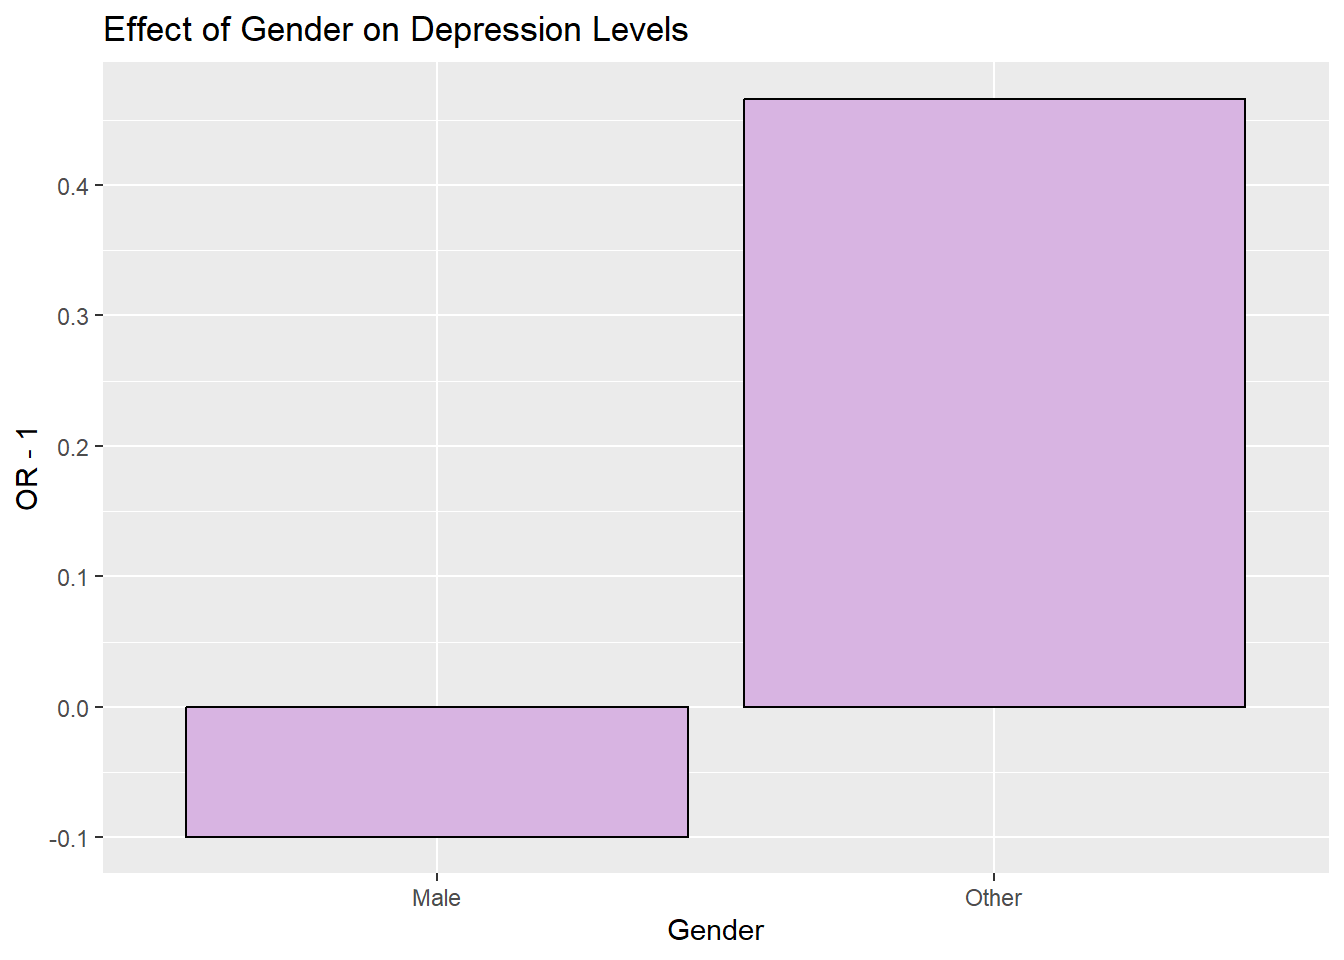 Effect of Gender on Depression Levels
OR - 1
0.4
0.3
0.2
0.1
0.0
-0.1
Male
Other
Gender